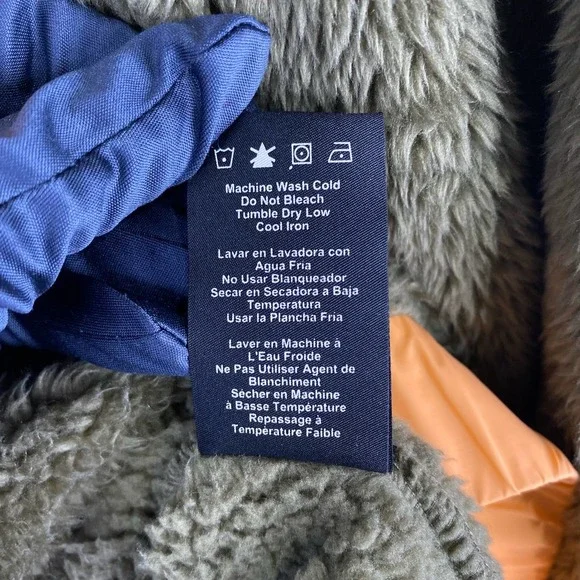 Machine Wash Cold
Do Not Bleach
Tumble Dry Low
Cool Iron
Lavar en Lavadora con
Agua Fria
No Usar Blanqueador
Secar en Secadora a Baja
Temperatura
Usar la Plancha Fria
Laver en Machine à
L'Eau Froide
Ne Pas Utiliser Agent de
Blanchiment
Sécher en Machine
à Basse Température
Repassage à
Température Faible